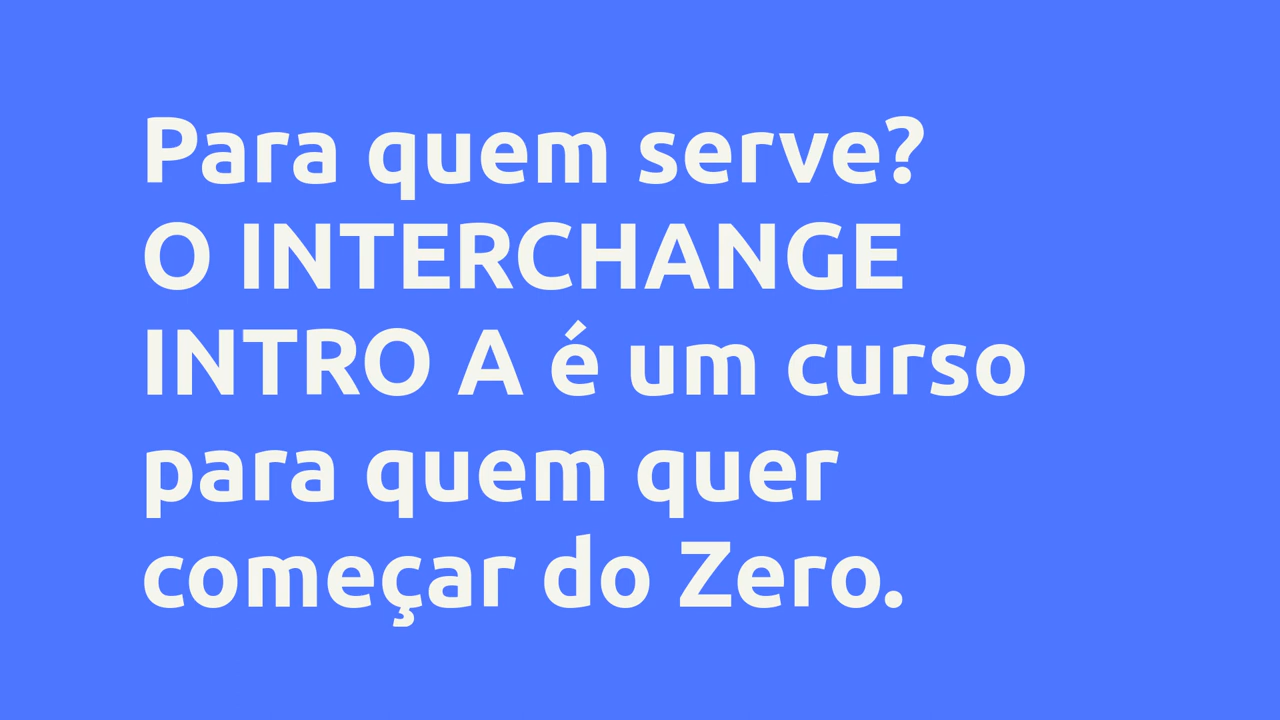 Para quem serve?
O INTERCHANGE
INTRO A é um curso
para quem quer
começar do Zero.